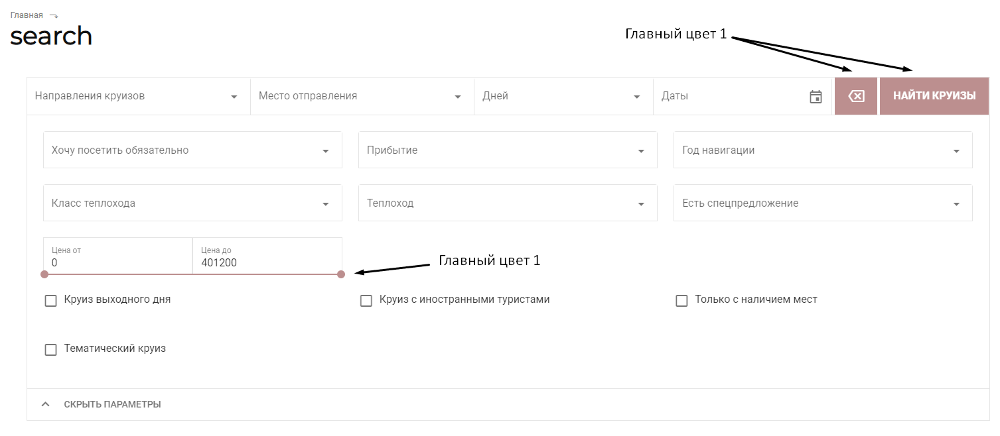 Главная
search
Главный цвет 1
Направления круизов
Место отправления
Дней
Даты
НАЙТИ КРУИЗЫ
Хочу посетить обязательно
Прибытие
Год навигации
Класс теплохода
Теплоход
Есть спецпредложение
Цена от
0
Цена до
401200
Главный цвет 1
Круиз выходного дня
Круиз с иностранными туристами
Только с наличием мест
Тематический круиз
СКРЫТЬ ПАРАМЕТРЫ